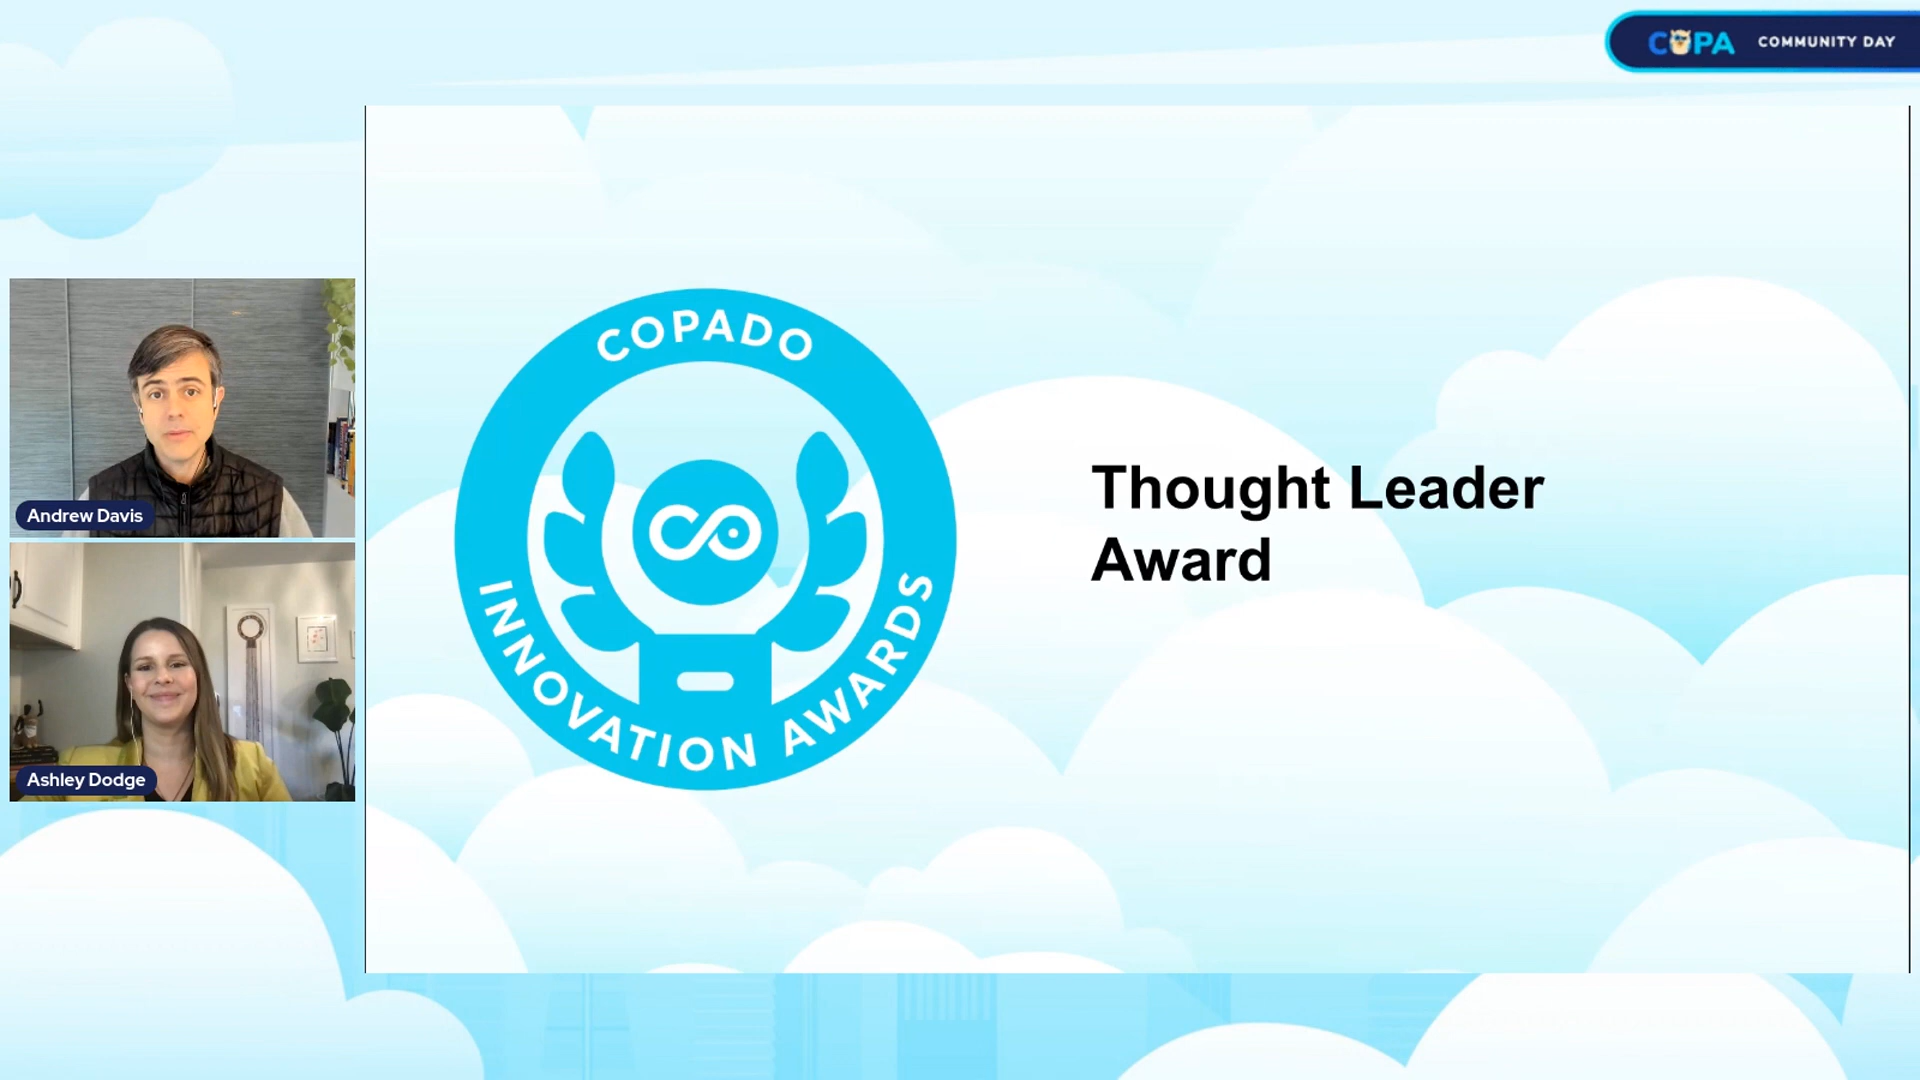 COPA COMMUNITY DAY
COPADO
INNOVATION AWARDS
Thought Leader
Award
Andrew Davis
Ashley Dodge